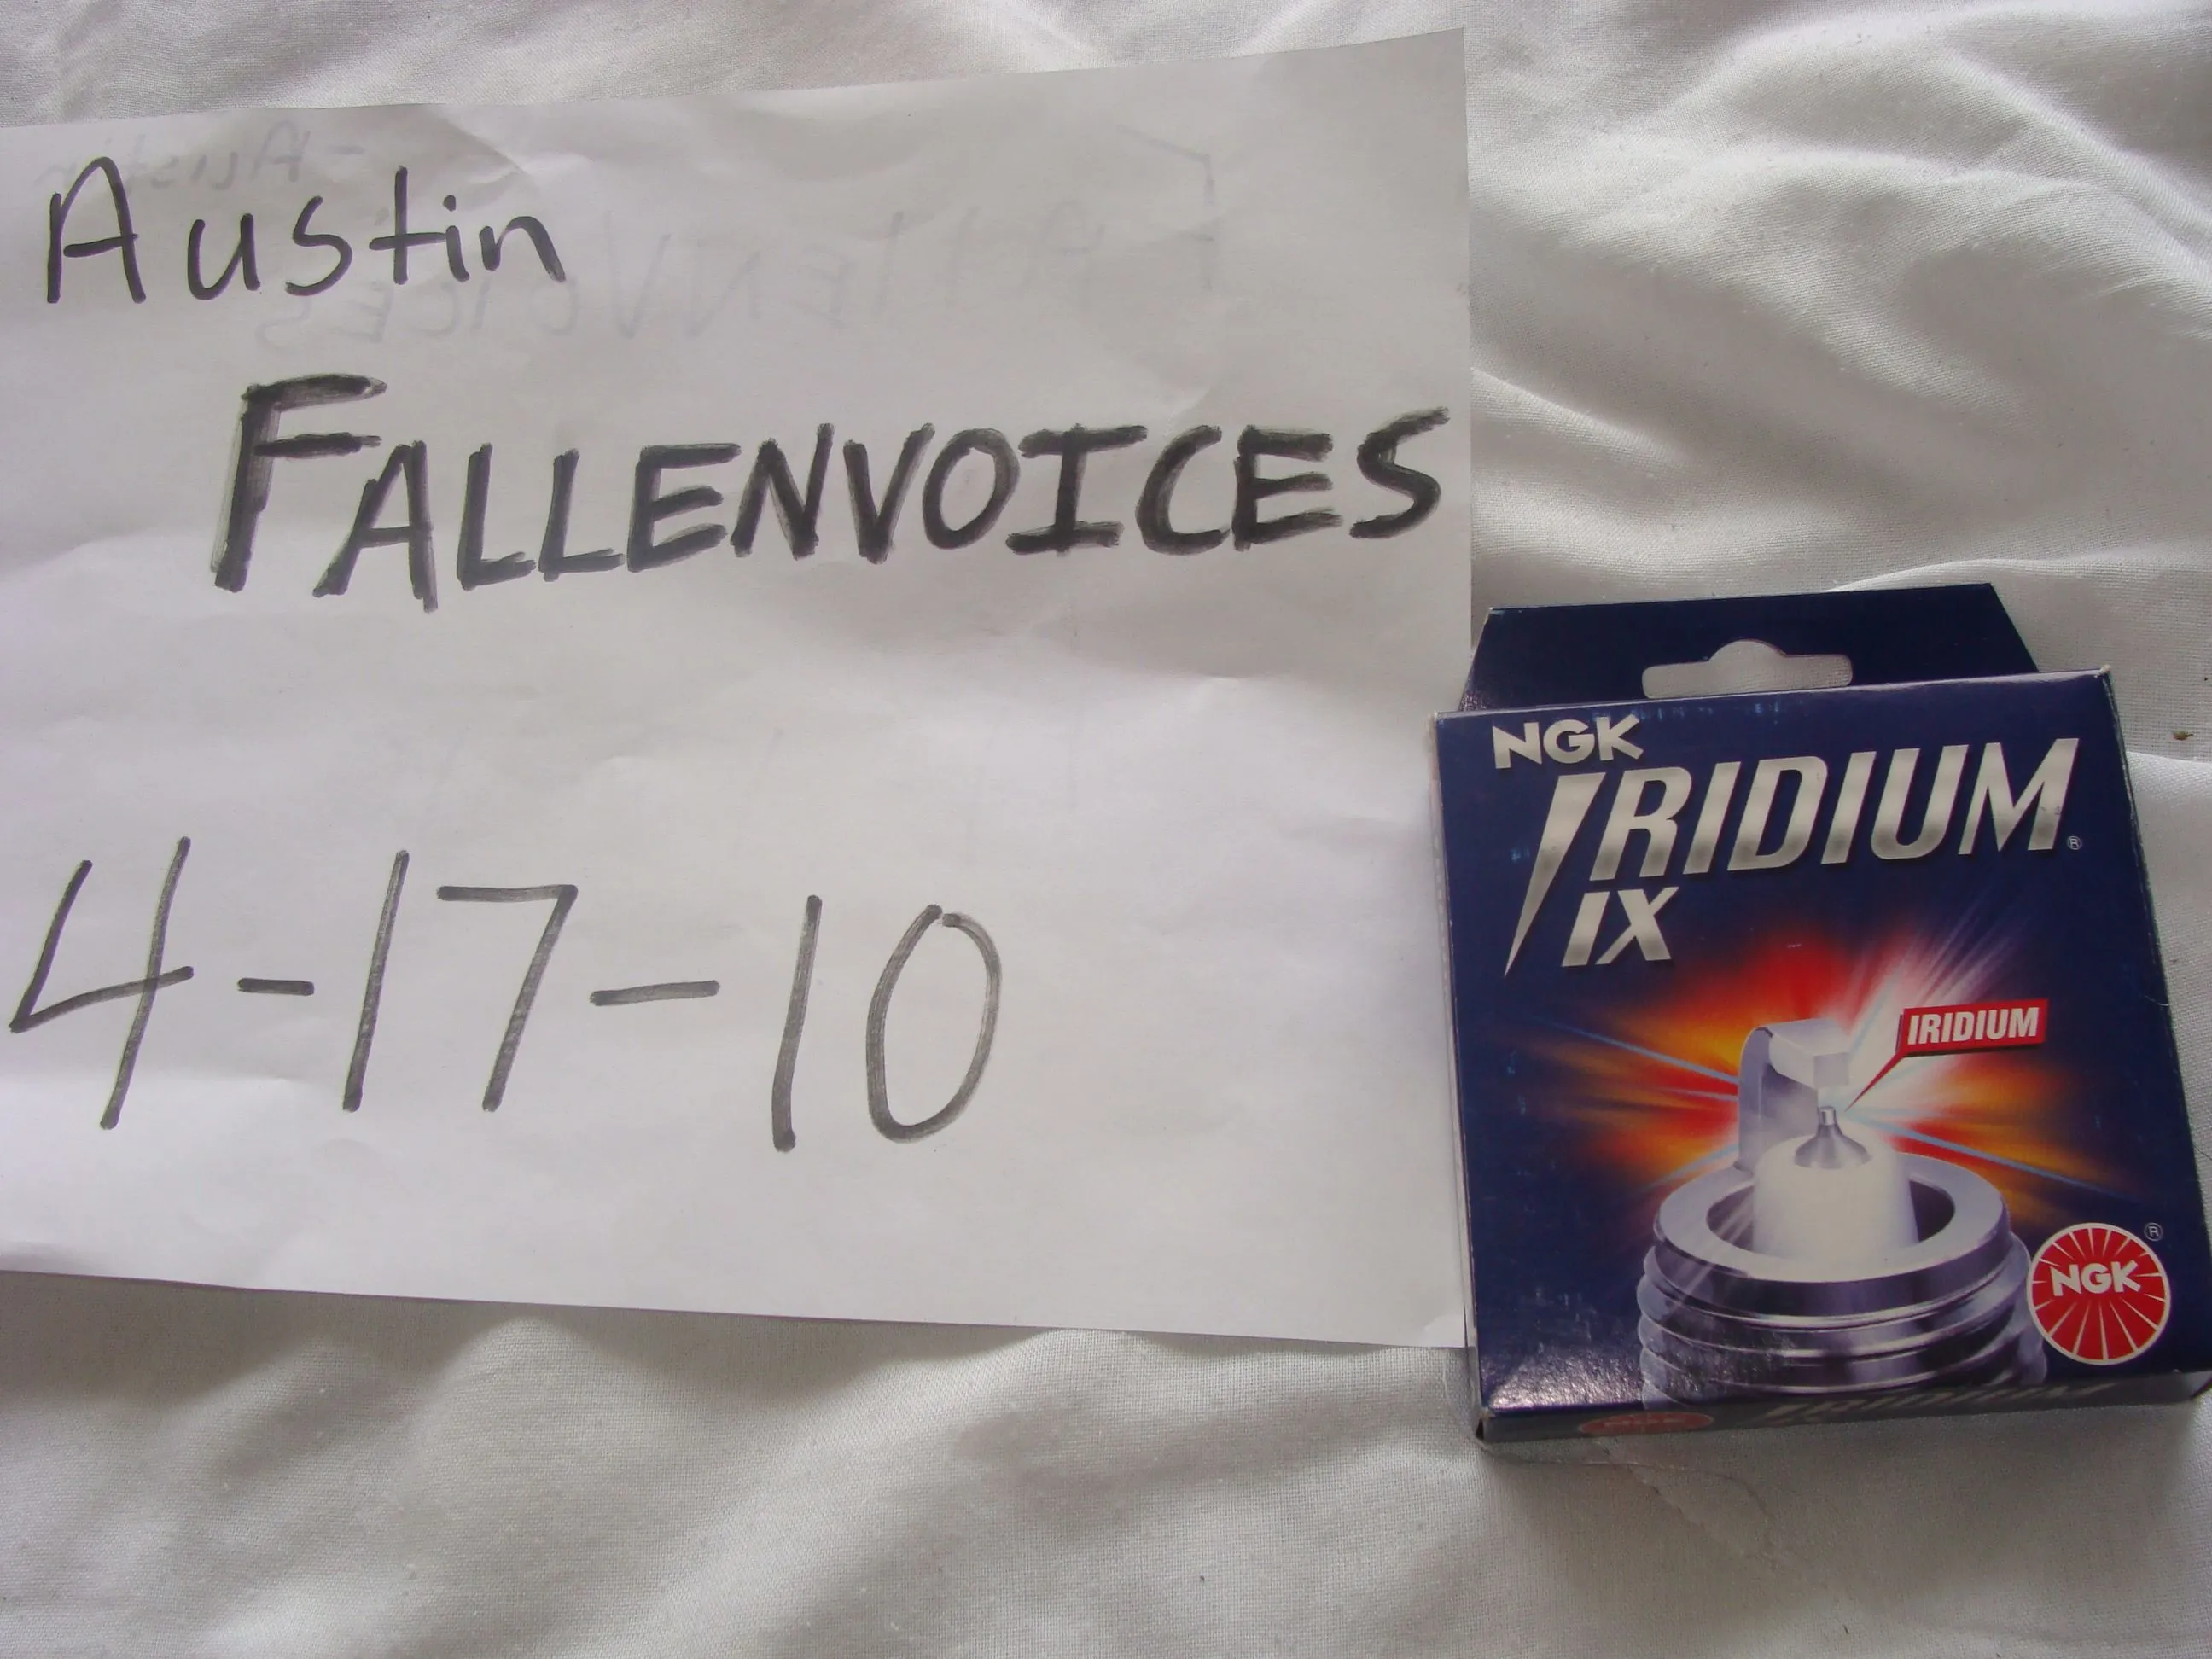 Austin
FALLENVOICES
4-17-10
NGK
IRIDIUM®
IX
IRIDIUM
NGK®